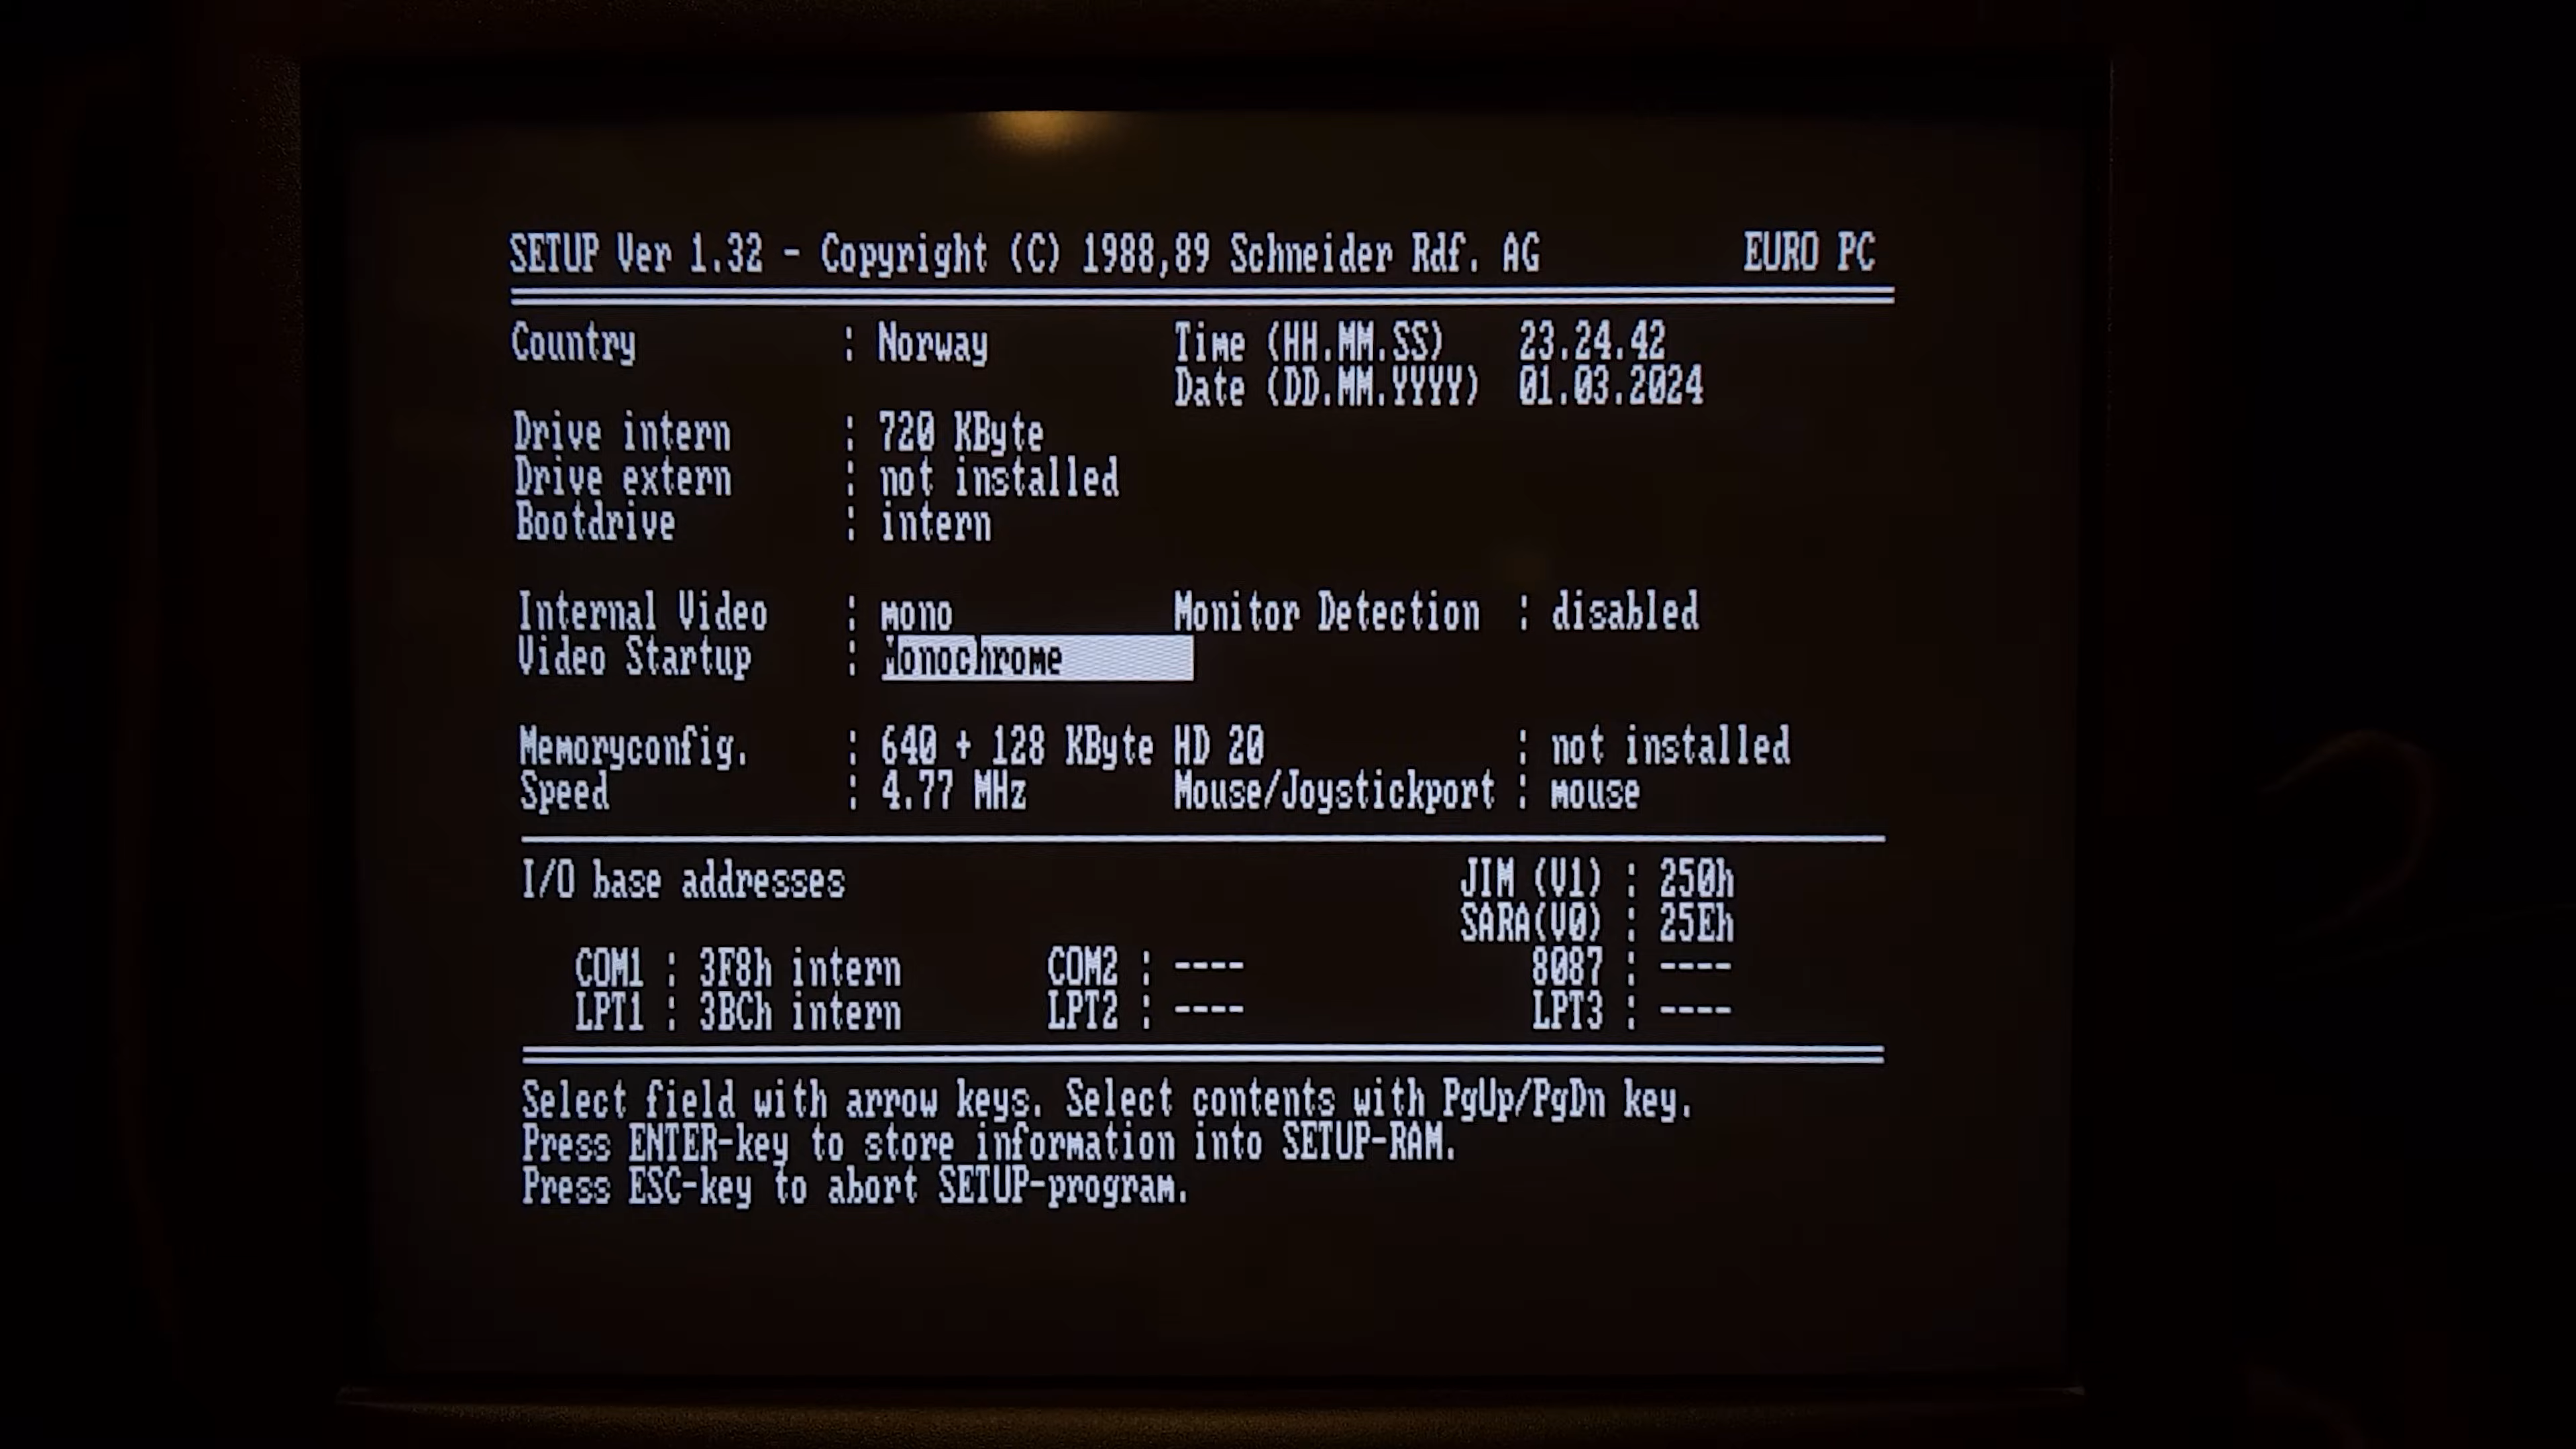 SETUP Ver 1.32 - Copyright (C) 1988,89 Schneider Rdf. AG EURO PC
Country : Norway Time (HH.MM.SS) 23.24.42
Date (DD.MM.YYYY) 01.03.2024
Drive intern : 720 KByte
Drive extern : not installed
Bootdrive : intern
Internal Video : mono Monitor Detection : disabled
Video Startup : Monochrome
Memoryconfig. : 640 + 128 KByte HD 20 : not installed
Speed : 4.77 MHz Mouse/Joystickport : mouse
I/O base addresses JIM (V1) : 250h
SARA(V0) : 25Eh
COM1 : 3F8h intern COM2 : ---- 8087 : ----
LPT1 : 3BCh intern LPT2 : ---- LPT3 : ----
Select field with arrow keys. Select contents with PgUp/PgDn key.
Press ENTER-key to store information into SETUP-RAM.
Press ESC-key to abort SETUP-program.